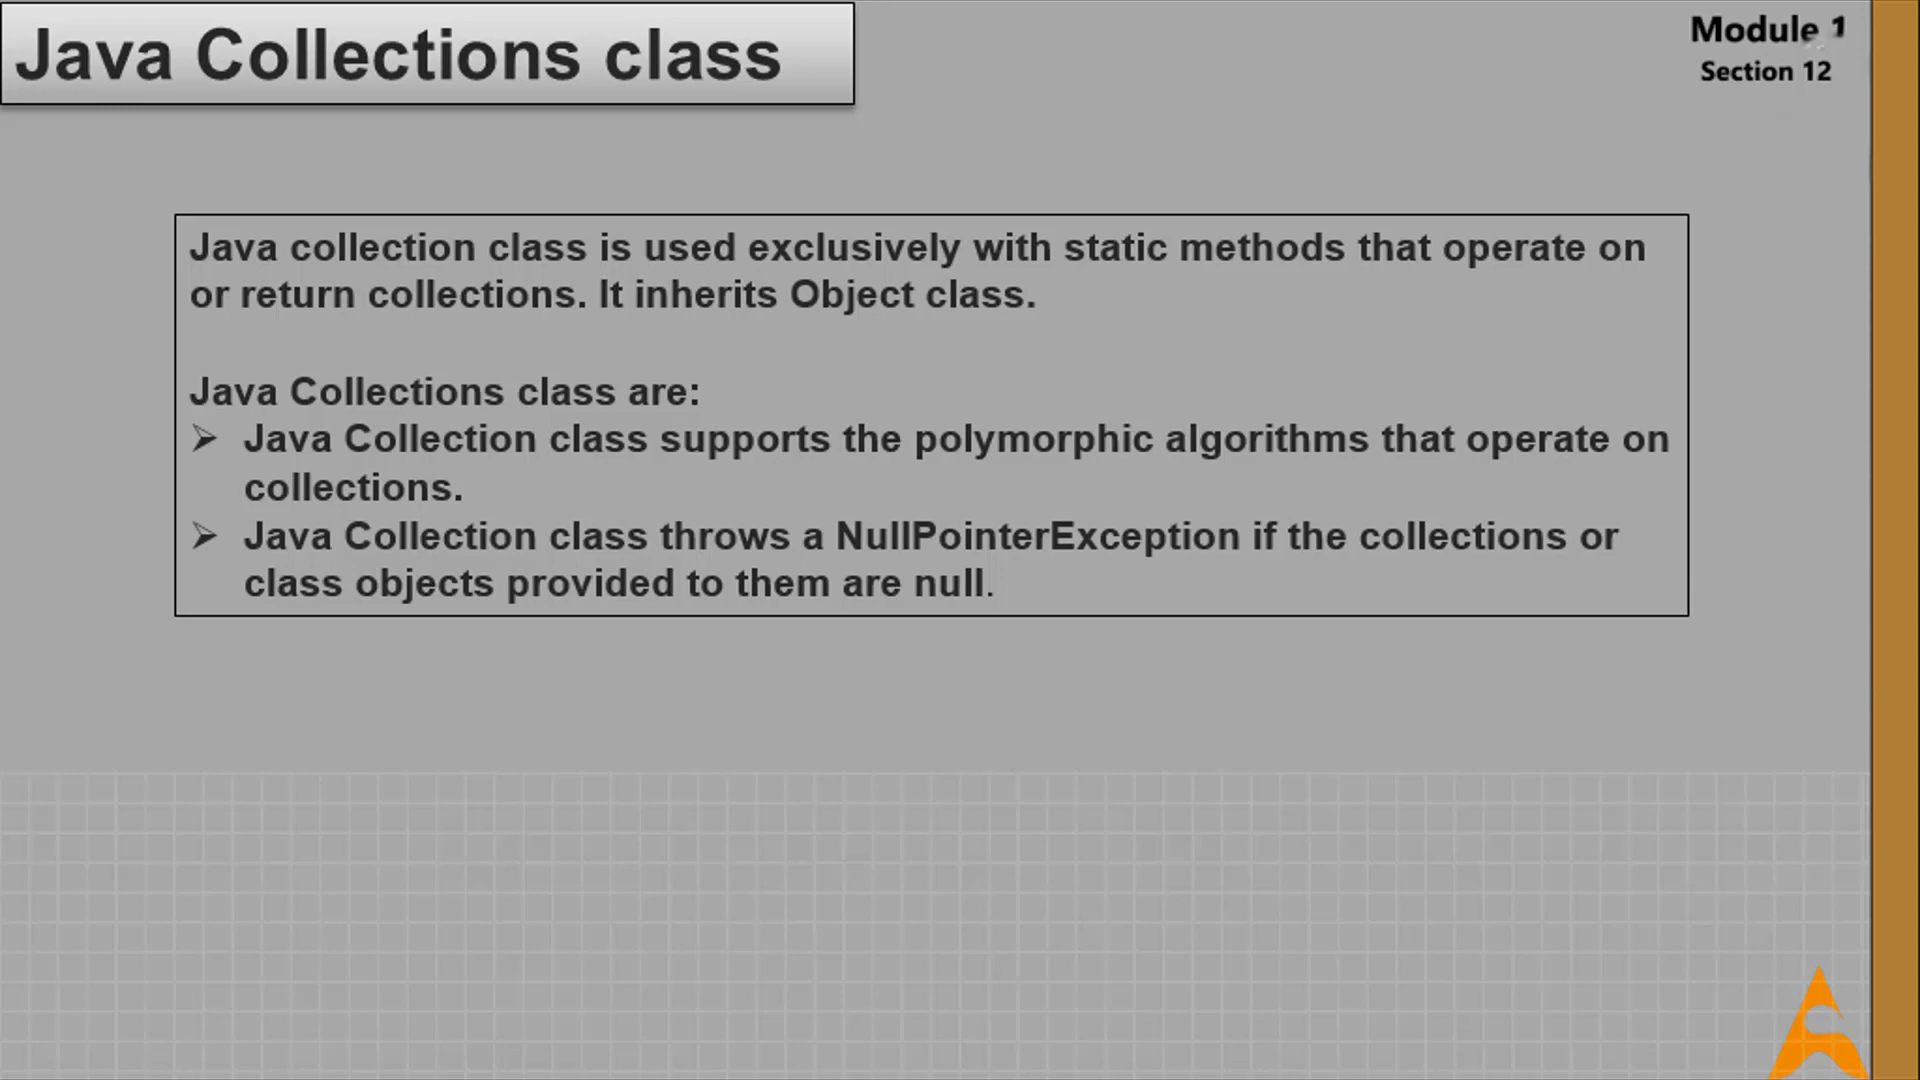 Java Collections class
Module 1
Section 12
Java collection class is used exclusively with static methods that operate on
or return collections. It inherits Object class.
Java Collections class are:
➢ Java Collection class supports the polymorphic algorithms that operate on
collections.
➢ Java Collection class throws a NullPointerException if the collections or
class objects provided to them are null.